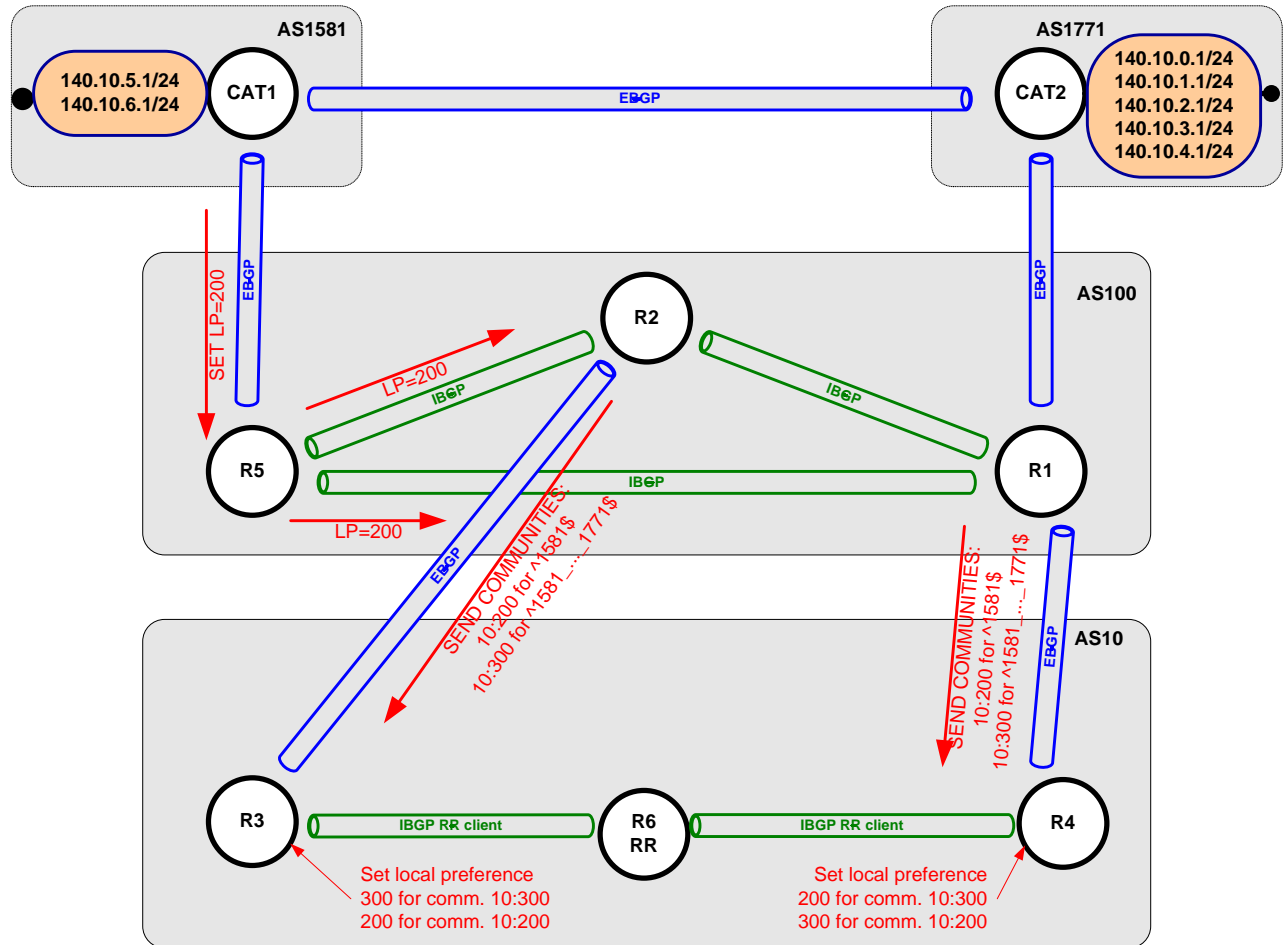 AS1581
AS1771
140.10.5.1/24
140.10.6.1/24
CAT1
EBGP
CAT2
140.10.0.1/24
140.10.1.1/24
140.10.2.1/24
140.10.3.1/24
140.10.4.1/24
SET LP=200
EBGP
EBGP
AS100
R2
LP=200
IBGP
IBGP
R5
IBGP
R1
LP=200
EBGP
SEND COMMUNITIES:
10:200 for ^1581$
10:300 for ^1581_..._1771$
SEND COMMUNITIES:
10:200 for ^1581$
10:300 for ^1581_..._1771$
EBGP
AS10
R3
IBGP RR client
R6
RR
IBGP RR client
R4
Set local preference
300 for comm. 10:300
200 for comm. 10:200
Set local preference
200 for comm. 10:300
300 for comm. 10:200